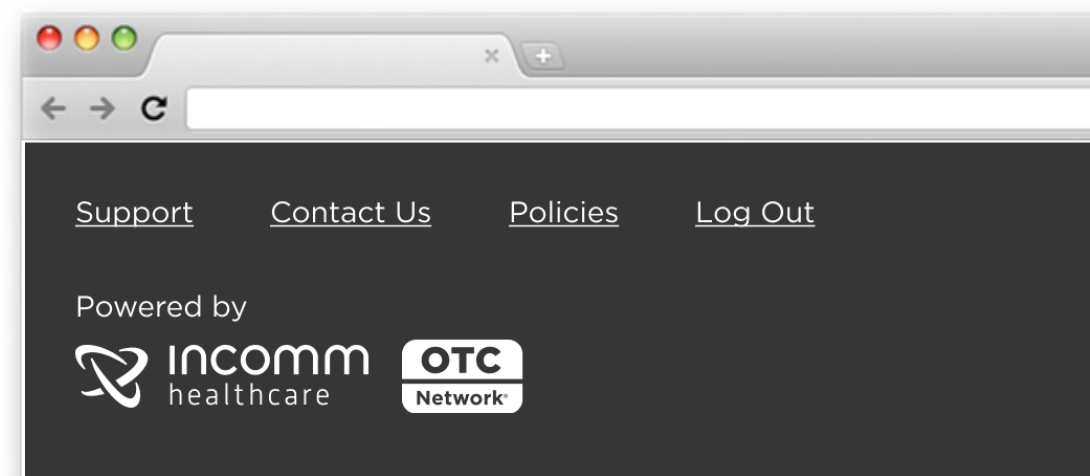 Support Contact Us Policies Log Out
Powered by
incomm OTC
healthcare Network®